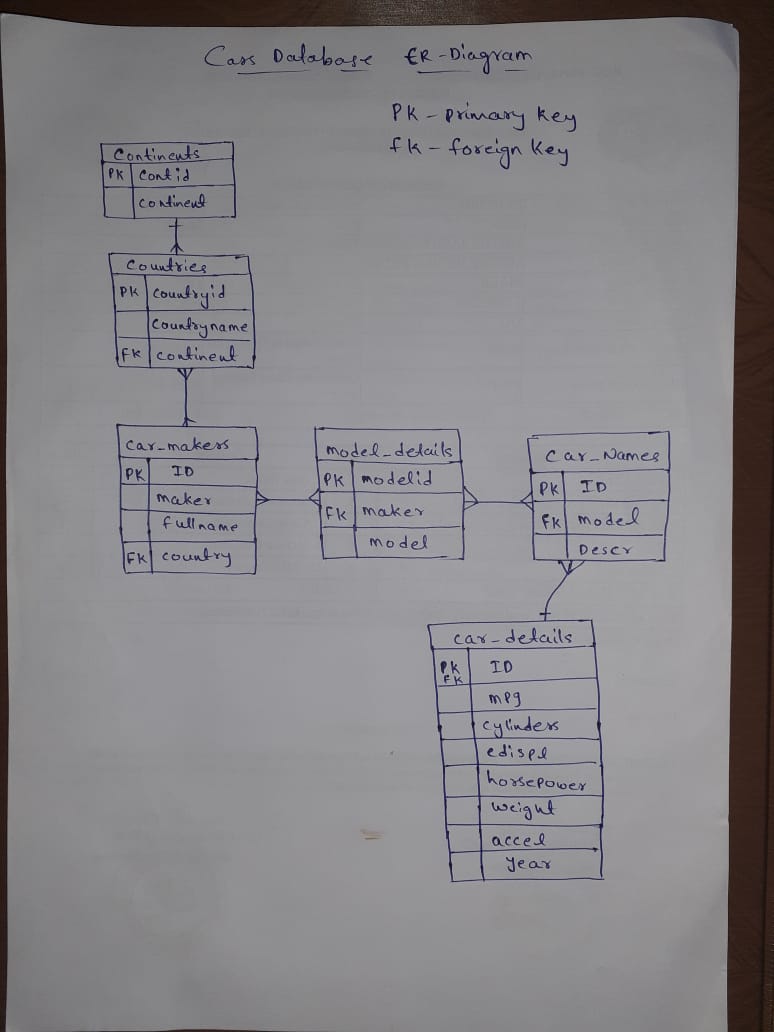 Cars Database ER-Diagram
PK - primary key
fk - foreign key
Continents
PK contid
continent
Countries
PK countryid
countryname
FK continent
car_makers
PK ID
maker
fullname
FK country
model_details
PK modelid
FK maker
model
Car_Names
PK ID
FK model
Descr
car_details
PK FK ID
mpg
cylinders
edispl
horsepower
weight
accel
year